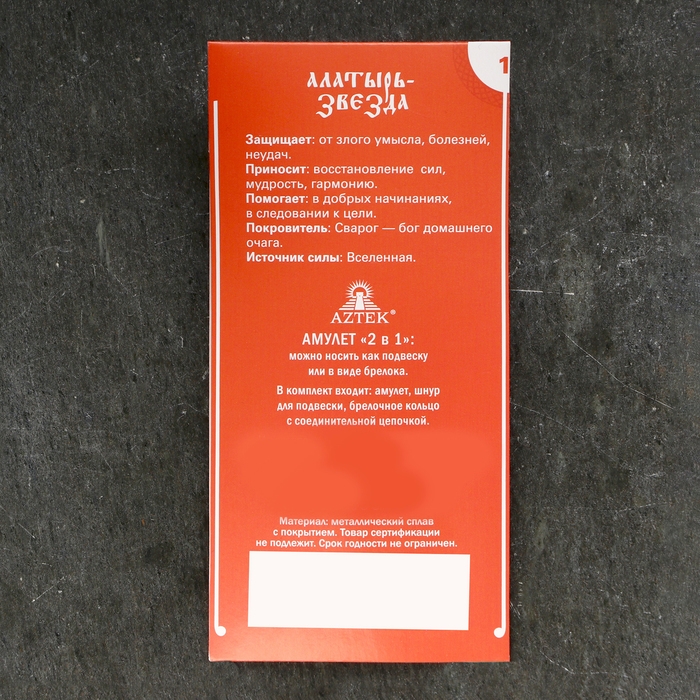 1
АЛАТЫРЬ-
ЗВЕЗДА
Защищает: от злого умысла, болезней,
неудач.
Приносит: восстановление сил,
мудрость, гармонию.
Помогает: в добрых начинаниях,
в следовании к цели.
Покровитель: Сварог — бог домашнего
очага.
Источник силы: Вселенная.
AZTEK®
АМУЛЕТ «2 в 1»:
можно носить как подвеску
или в виде брелока.
В комплект входит: амулет, шнур
для подвески, брелочное кольцо
с соединительной цепочкой.
Материал: металлический сплав
с покрытием. Товар сертификации
не подлежит. Срок годности не ограничен.